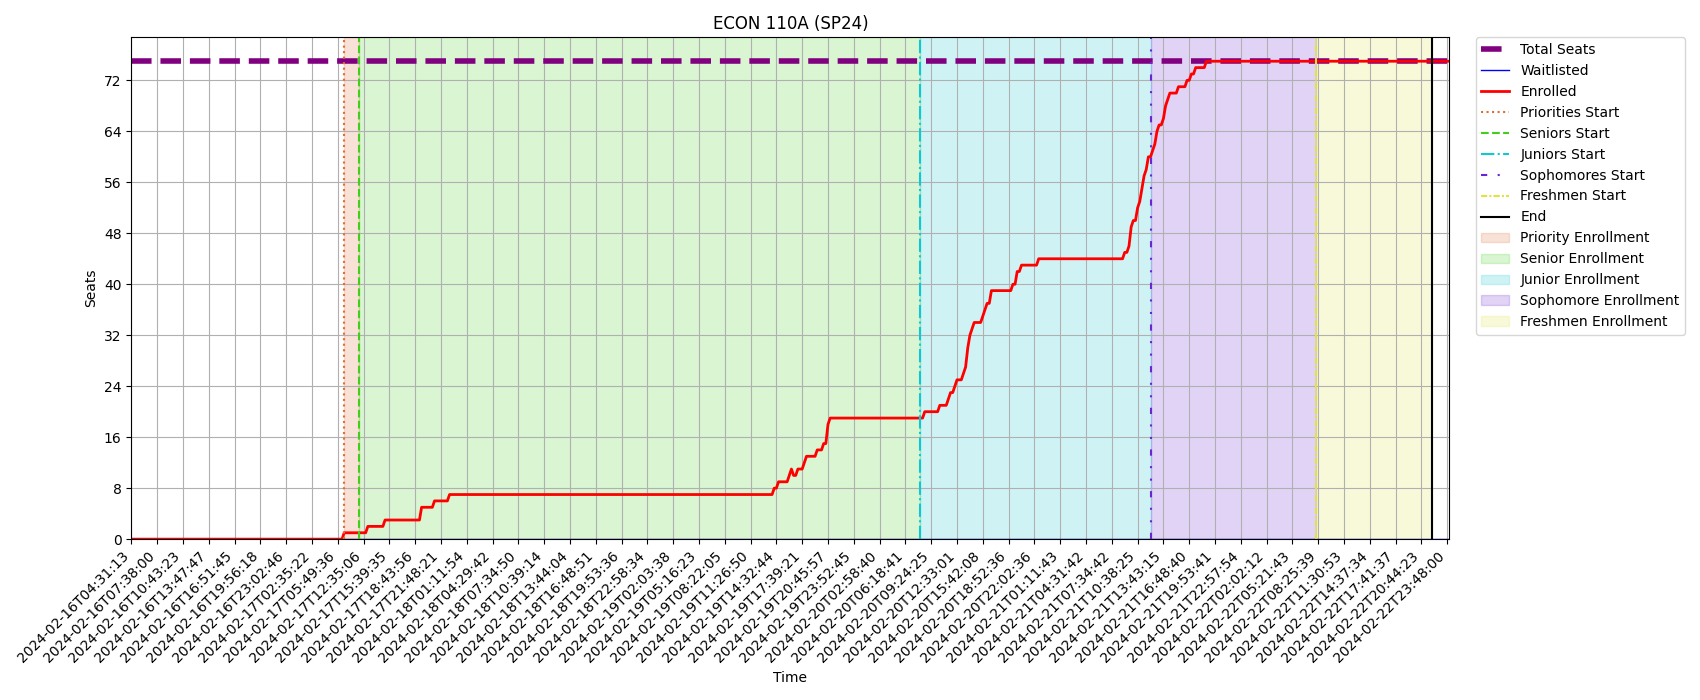 ECON 110A (SP24)
Total Seats
Waitlisted
Enrolled
Priorities Start
Seniors Start
Juniors Start
Sophomores Start
Freshmen Start
End
Priority Enrollment
Senior Enrollment
Junior Enrollment
Sophomore Enrollment
Freshmen Enrollment
Seats
72
64
56
48
40
32
24
16
8
0
2024-02-16T04:31:13
2024-02-16T07:38:00
2024-02-16T10:43:23
2024-02-16T13:47:47
2024-02-16T16:51:45
2024-02-16T19:56:18
2024-02-16T23:02:46
2024-02-17T02:35:22
2024-02-17T05:49:36
2024-02-17T12:35:06
2024-02-17T15:39:35
2024-02-17T18:43:56
2024-02-17T21:48:21
2024-02-18T01:11:54
2024-02-18T04:29:42
2024-02-18T07:34:50
2024-02-18T10:39:14
2024-02-18T13:44:04
2024-02-18T16:48:51
2024-02-18T19:53:36
2024-02-18T22:58:34
2024-02-19T02:03:38
2024-02-19T05:16:23
2024-02-19T08:22:05
2024-02-19T11:26:50
2024-02-19T14:32:44
2024-02-19T17:39:21
2024-02-19T20:45:57
2024-02-19T23:52:45
2024-02-20T02:58:40
2024-02-20T06:18:41
2024-02-20T09:24:25
2024-02-20T12:33:01
2024-02-20T15:42:08
2024-02-20T18:52:36
2024-02-20T22:02:36
2024-02-21T01:11:43
2024-02-21T04:31:42
2024-02-21T07:34:42
2024-02-21T10:38:25
2024-02-21T13:43:15
2024-02-21T16:48:40
2024-02-21T19:53:41
2024-02-21T22:57:54
2024-02-22T02:02:12
2024-02-22T05:21:43
2024-02-22T08:25:39
2024-02-22T11:30:53
2024-02-22T14:37:34
2024-02-22T17:41:37
2024-02-22T20:44:23
2024-02-22T23:48:00
Time